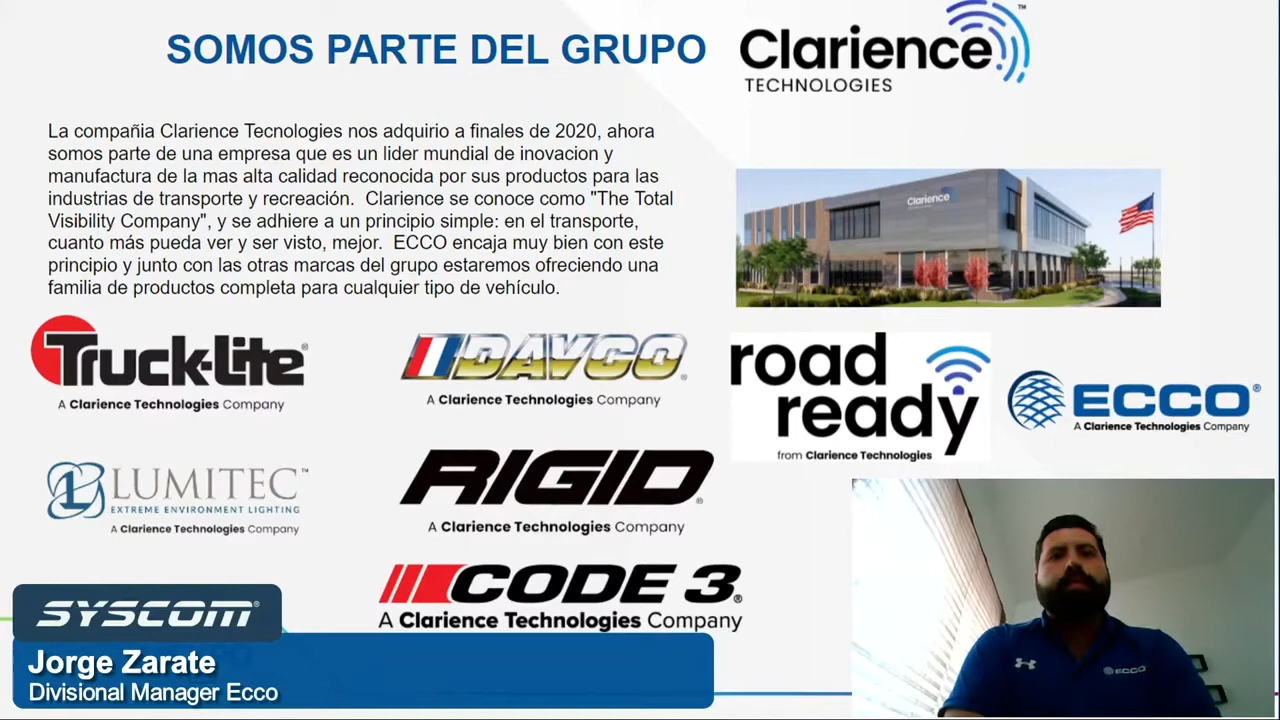 SOMOS PARTE DEL GRUPO
Clarience™
TECHNOLOGIES
La compañia Clarience Tecnologies nos adquirio a finales de 2020, ahora
somos parte de una empresa que es un lider mundial de inovacion y
manufactura de la mas alta calidad reconocida por sus productos para las
industrias de transporte y recreación.  Clarience se conoce como "The Total
Visibility Company", y se adhiere a un principio simple: en el transporte,
cuanto más pueda ver y ser visto, mejor.  ECCO encaja muy bien con este
principio y junto con las otras marcas del grupo estaremos ofreciendo una
familia de productos completa para cualquier tipo de vehículo.
Clarience
Truck-Lite®
A Clarience Technologies Company
DAVCO®
A Clarience Technologies Company
road
ready
from Clarience Technologies
ECCO®
A Clarience Technologies Company
LUMITEC™
EXTREME ENVIRONMENT LIGHTING
A Clarience Technologies Company
RIGID®
A Clarience Technologies Company
CODE 3®
A Clarience Technologies Company
SYSCOM®
Jorge Zarate
Divisional Manager Ecco
ECCO